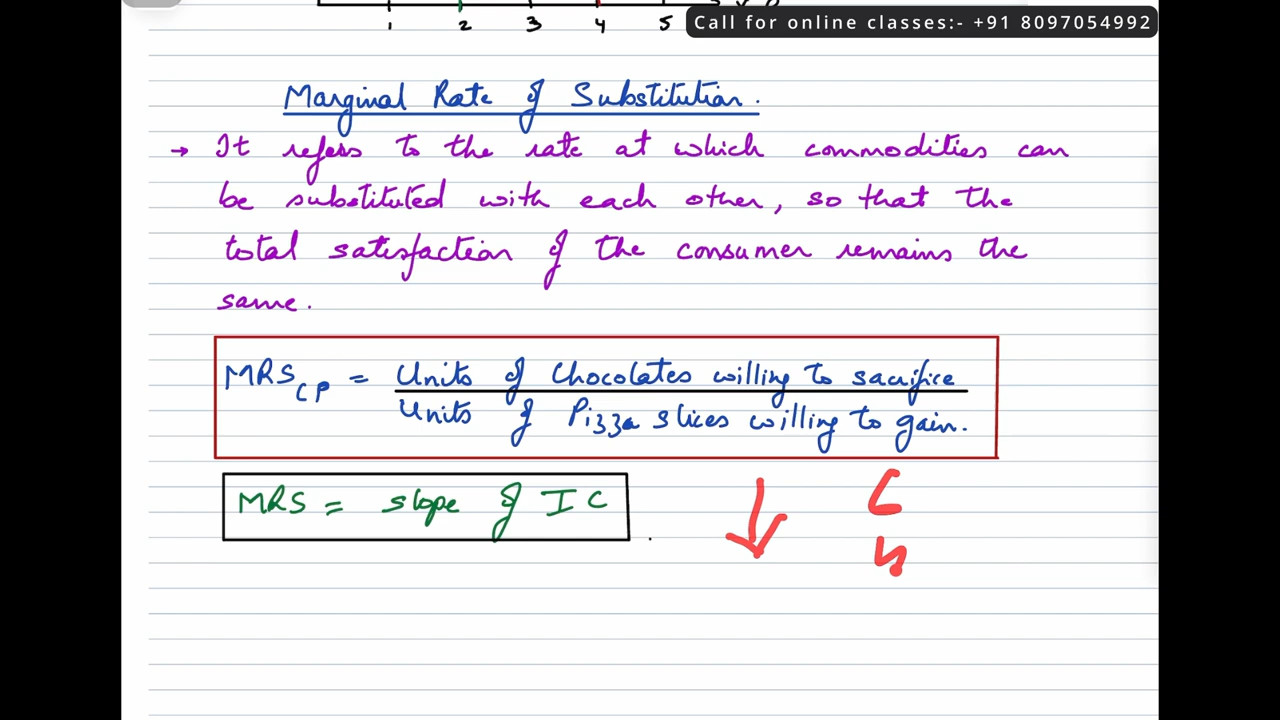 1 2 3 4 5
Call for online classes:- +91 8097054992
Marginal Rate of Substitution.
→ It refers to the rate at which commodities can
be substituted with each other, so that the
total satisfaction of the consumer remains the
same.
MRS CP = Units of Chocolates willing to sacrifice
Units of Pizza slices willing to gain.
MRS = slope of IC